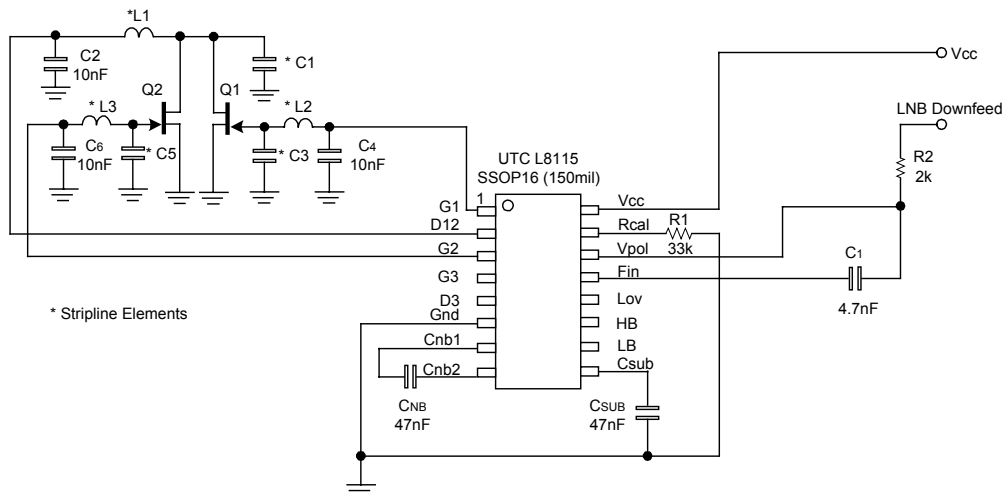 *L1
C2
10nF
* C1
Q2
Q1
*L3
* L2
C6
10nF
* C5
* C3
C4
10nF
Vcc
LNB Downfeed
R2
2k
UTC L8115
SSOP16 (150mil)
1
G1
D12
G2
G3
D3
Gnd
Cnb1
Cnb2
Vcc
Rcal
Vpol
Fin
Lov
HB
LB
Csub
R1
33k
C1
4.7nF
* Stripline Elements
CNB
47nF
CSUB
47nF